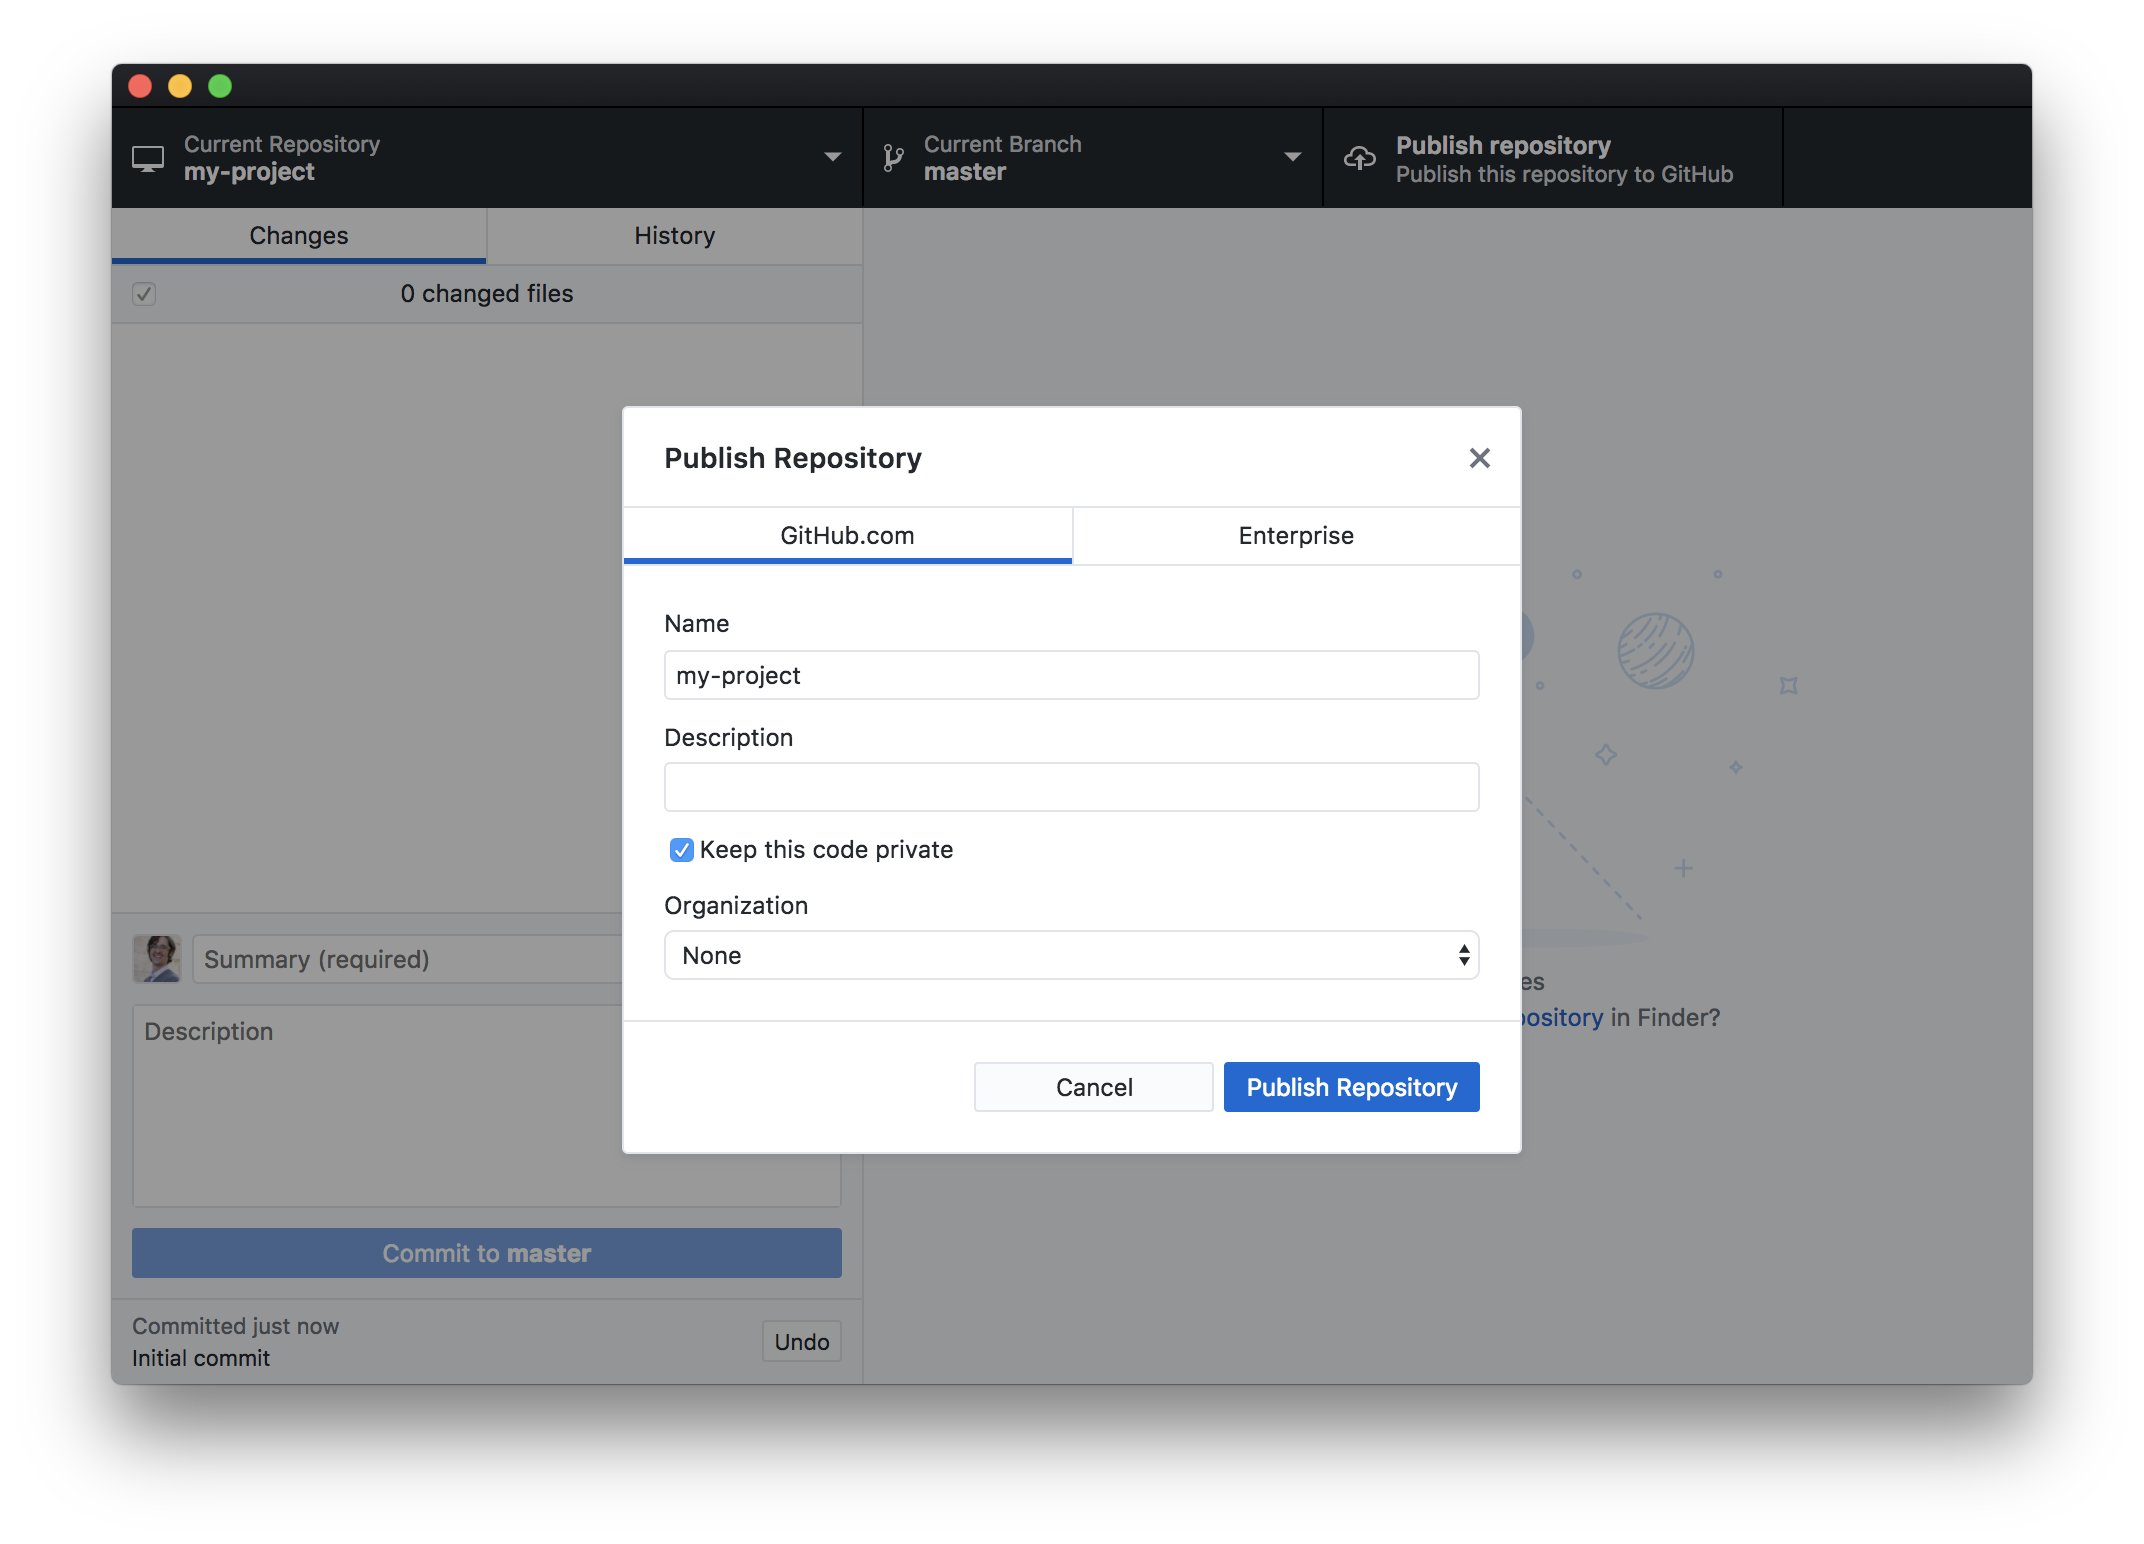 Current Repository
my-project
Current Branch
master
Publish repository
Publish this repository to GitHub
Changes
History
0 changed files
Publish Repository
GitHub.com
Enterprise
Name
my-project
Description
Keep this code private
Organization
None
Cancel
Publish Repository
Summary (required)
Description
Commit to master
Committed just now
Initial commit
Undo
in Finder?